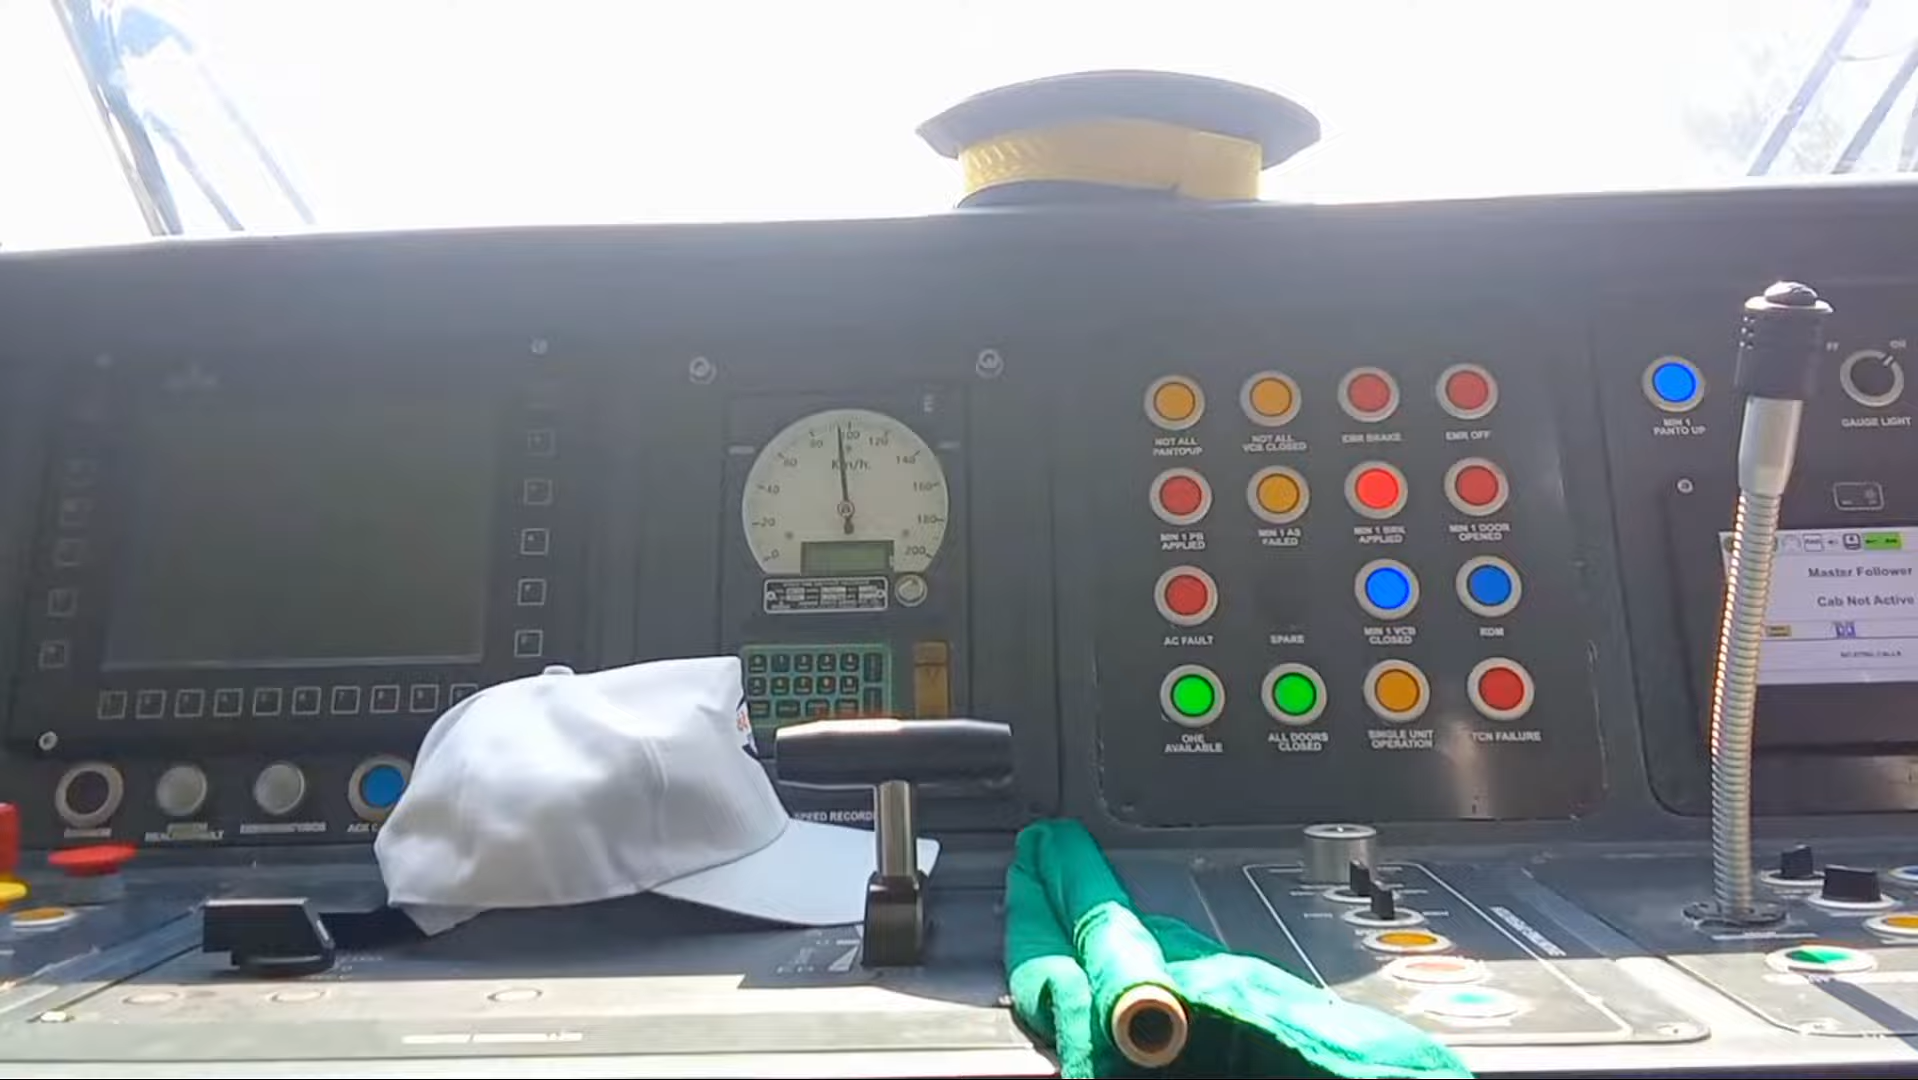 0
20
40
60
80
100
120
140
160
180
200
Km/h.
SPEED RECORD
NOT ALL
PANTO UP
NOT ALL
VCB CLOSED
EMR BRAKE
EMR OFF
MIN 1 PB
APPLIED
MIN 1 AS
FAILED
MIN 1 BRK
APPLIED
MIN 1 DOOR
OPENED
AC FAULT
SPARE
MIN 1 VCB
CLOSED
RDM
OHE
AVAILABLE
ALL DOORS
CLOSED
SINGLE UNIT
OPERATION
TCN FAILURE
MIN 1
PANTO UP
ON
GAUGE LIGHT
Master Follower
Cab Not Active